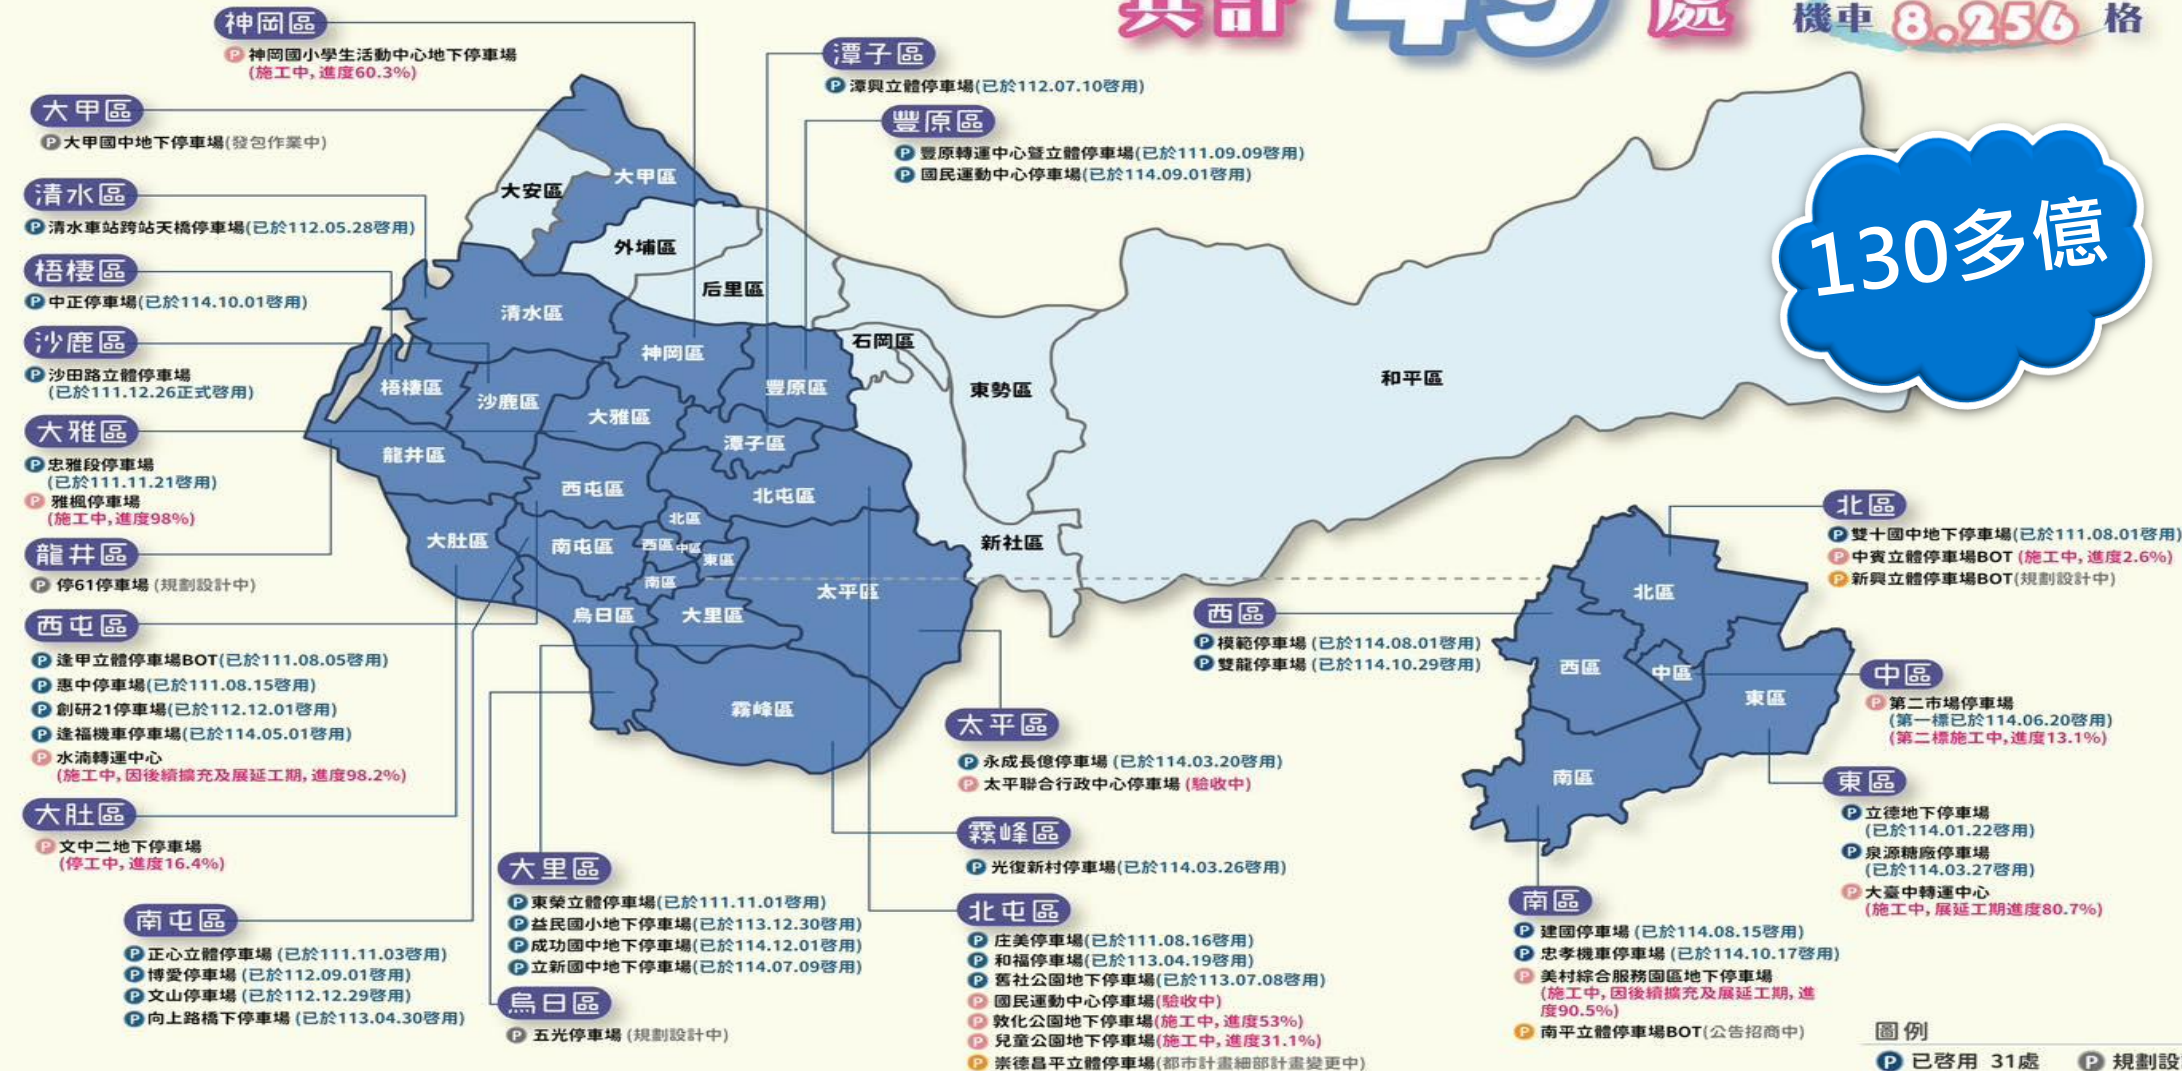 共計 49 處
機車 8,256 格
130多億
神岡區
神岡國小學生活動中心地下停車場
(施工中,進度60.3%)
大甲區
大甲國中地下停車場(發包作業中)
清水區
清水車站跨站天橋停車場(已於112.05.28啓用)
梧棲區
中正停車場(已於114.10.01啓用)
沙鹿區
沙田路立體停車場
(已於111.12.26正式啓用)
大雅區
忠雅段停車場
(已於111.11.21啓用)
雅楓停車場
(施工中,進度98%)
龍井區
停61停車場 (規劃設計中)
西屯區
逢甲立體停車場BOT(已於111.08.05啓用)
惠中停車場(已於111.08.15啓用)
創研21停車場(已於112.12.01啓用)
逢福機車停車場(已於114.05.01啓用)
水湳轉運中心
(施工中,因後續擴充及展延工期,進度98.2%)
大肚區
文中二地下停車場
(停工中,進度16.4%)
南屯區
正心立體停車場 (已於111.11.03啓用)
博愛停車場 (已於112.09.01啓用)
文山停車場 (已於112.12.29啓用)
向上路橋下停車場 (已於113.04.30啓用)
潭子區
潭興立體停車場(已於112.07.10啓用)
豐原區
豐原轉運中心暨立體停車場(已於111.09.09啓用)
國民運動中心停車場(已於114.09.01啓用)
大甲區
大安區
外埔區
后里區
清水區
神岡區
石岡區
豐原區
東勢區
和平區
梧棲區
沙鹿區
大雅區
潭子區
龍井區
西屯區
北屯區
北區
大肚區
南屯區
西區
中區
東區
新社區
南區
太平區
烏日區
大里區
霧峰區
大里區
東榮立體停車場(已於111.11.01啓用)
益民國小地下停車場(已於113.12.30啓用)
成功國中地下停車場(已於114.12.01啓用)
立新國中地下停車場(已於114.07.09啓用)
烏日區
五光停車場 (規劃設計中)
太平區
永成長億停車場 (已於114.03.20啓用)
太平聯合行政中心停車場 (驗收中)
霧峰區
光復新村停車場(已於114.03.26啓用)
北屯區
庄美停車場(已於111.08.16啓用)
和福停車場(已於113.04.19啓用)
舊社公園地下停車場(已於113.07.08啓用)
國民運動中心停車場(驗收中)
敦化公園地下停車場(施工中,進度53%)
兒童公園地下停車場(施工中,進度31.1%)
崇德昌平立體停車場(都市計畫細部計畫變更中)
西區
模範停車場 (已於114.08.01啓用)
雙龍停車場 (已於114.10.29啓用)
北區
雙十國中地下停車場(已於111.08.01啓用)
中賓立體停車場BOT (施工中,進度2.6%)
新興立體停車場BOT(規劃設計中)
北區
西區
中區
東區
南區
中區
第二市場停車場
(第一標已於114.06.20啓用)
(第二標施工中,進度13.1%)
東區
立德地下停車場
(已於114.01.22啓用)
泉源糖廠停車場
(已於114.03.27啓用)
大臺中轉運中心
(施工中,展延工期進度80.7%)
南區
建國停車場 (已於114.08.15啓用)
忠孝機車停車場 (已於114.10.17啓用)
美村綜合服務園區地下停車場
(施工中,因後續擴充及展延工期,進
度90.5%)
南平立體停車場BOT(公告招商中)
圖例
已啓用 31處
規劃設